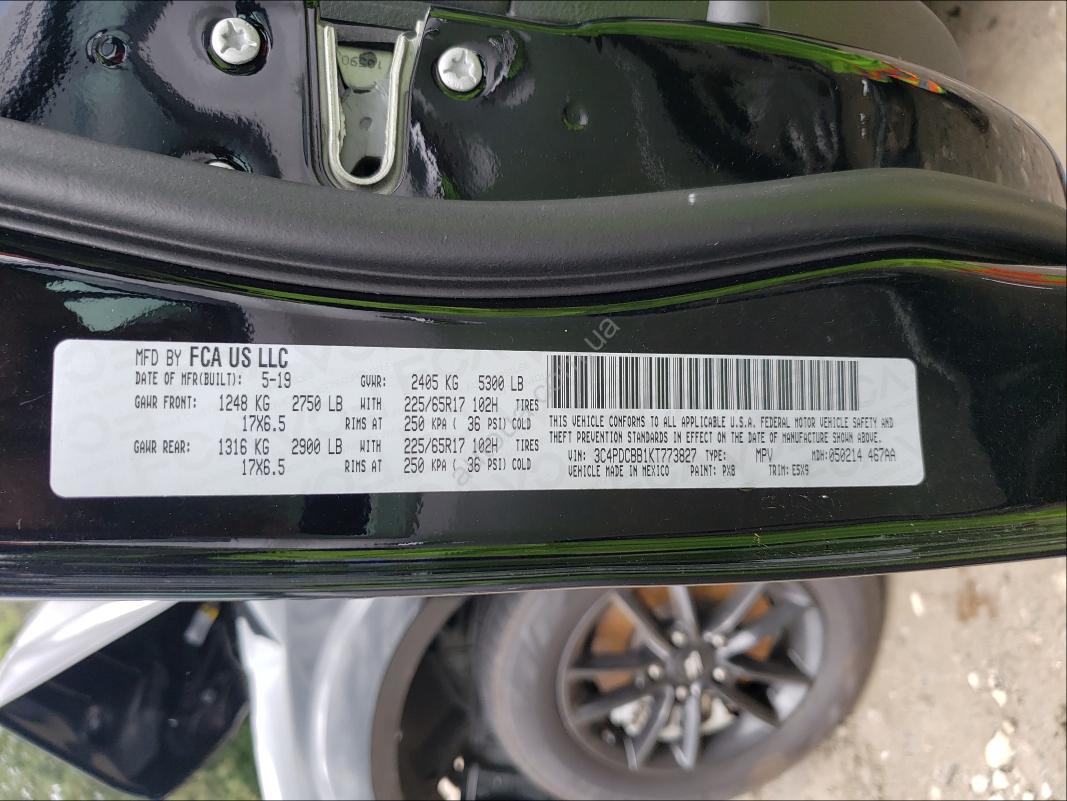 10590
MFD BY FCA US LLC
DATE OF MFR(BUILT): 5-19 GVWR: 2405 KG 5300 LB
GAWR FRONT: 1248 KG 2750 LB WITH 225/65R17 102H TIRES
17X6.5 RIMS AT 250 KPA ( 36 PSI) COLD
GAWR REAR: 1316 KG 2900 LB WITH 225/65R17 102H TIRES
17X6.5 RIMS AT 250 KPA ( 36 PSI) COLD
THIS VEHICLE CONFORMS TO ALL APPLICABLE U.S.A. FEDERAL MOTOR VEHICLE SAFETY AND
THEFT PREVENTION STANDARDS IN EFFECT ON THE DATE OF MANUFACTURE SHOWN ABOVE.
VIN: 3C4PDCBB1KT773827 TYPE: MPV MDH:050214 467AA
VEHICLE MADE IN MEXICO PAINT: PX8 TRIM: E5X9